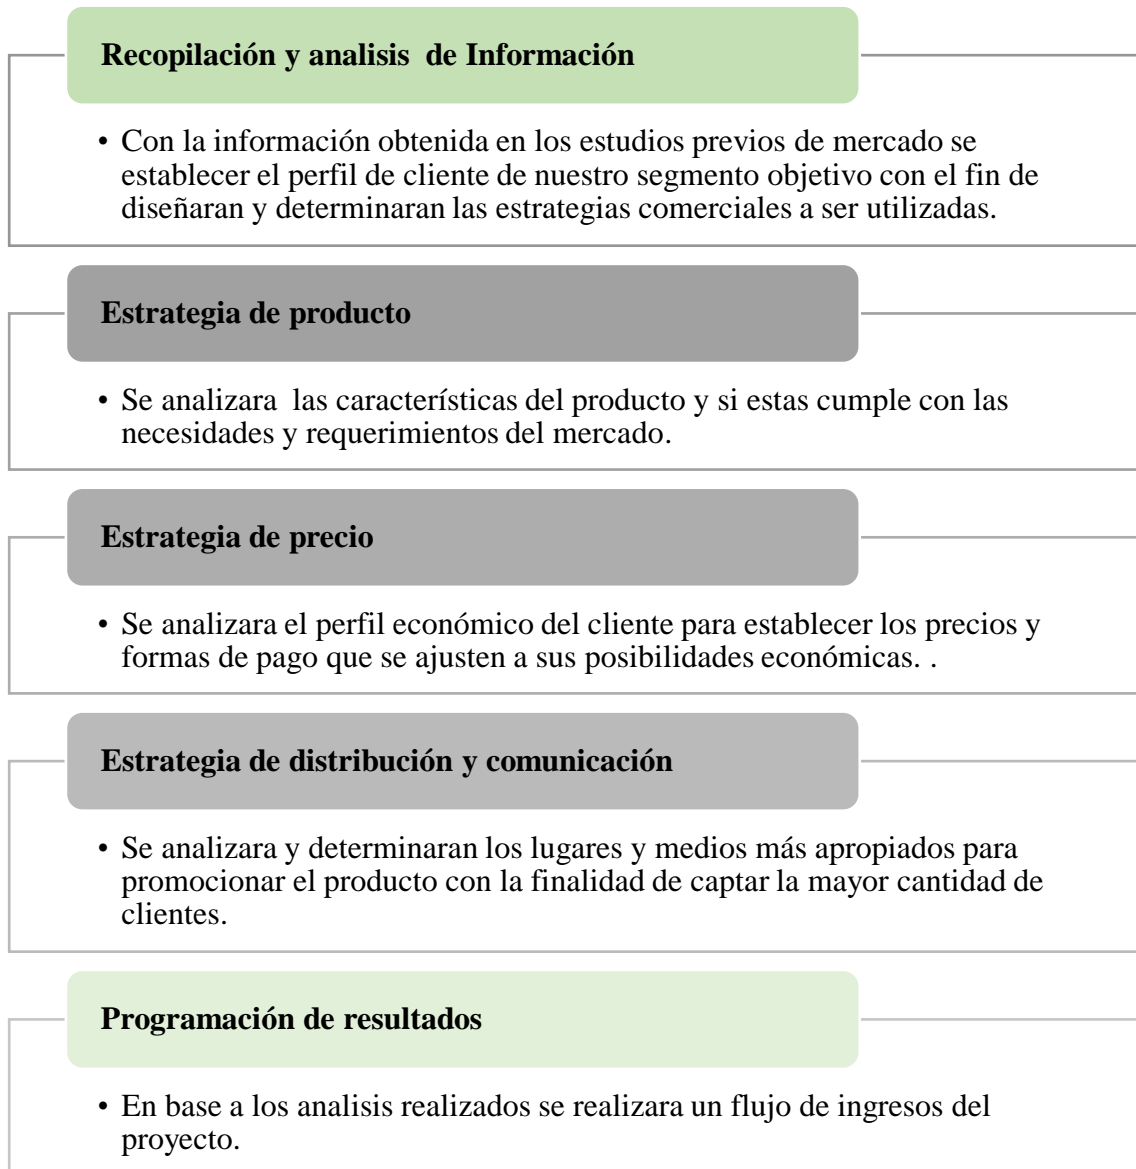 Recopilación y analisis  de Información
• Con la información obtenida en los estudios previos de mercado se
establecer el perfil de cliente de nuestro segmento objetivo con el fin de
diseñaran y determinaran las estrategias comerciales a ser utilizadas.
Estrategia de producto
• Se analizara  las características del producto y si estas cumple con las
necesidades y requerimientos del mercado.
Estrategia de precio
• Se analizara el perfil económico del cliente para establecer los precios y
formas de pago que se ajusten a sus posibilidades económicas. .
Estrategia de distribución y comunicación
• Se analizara y determinaran los lugares y medios más apropiados para
promocionar el producto con la finalidad de captar la mayor cantidad de
clientes.
Programación de resultados
• En base a los analisis realizados se realizara un flujo de ingresos del
proyecto.